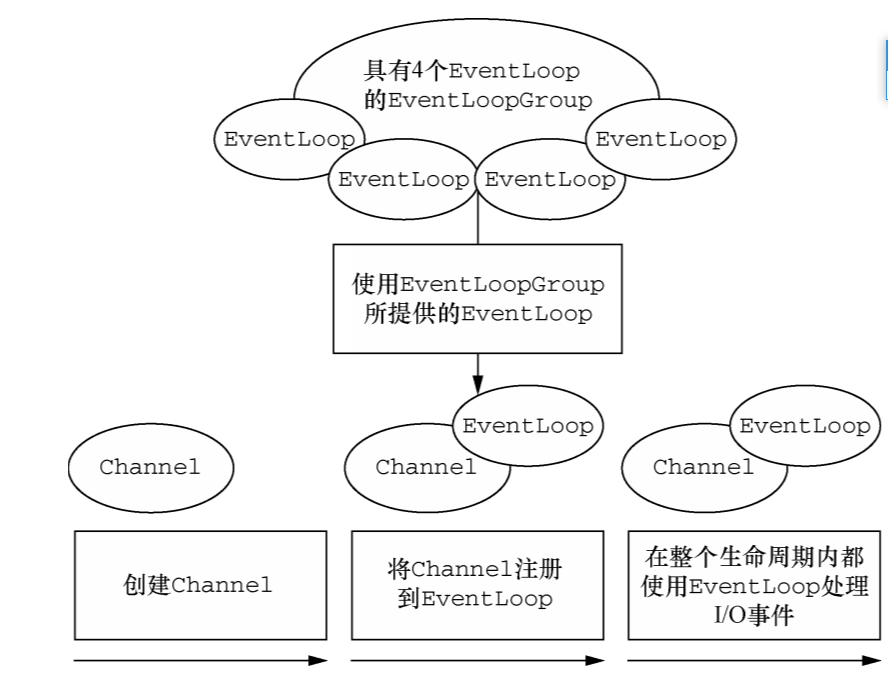 具有4个EventLoop
的EventLoopGroup
EventLoop
EventLoop
EventLoop
EventLoop
使用EventLoopGroup
所提供的EventLoop
EventLoop
EventLoop
Channel
Channel
Channel
创建Channel
将Channel注册
到EventLoop
在整个生命周期内都
使用EventLoop处理
I/O事件